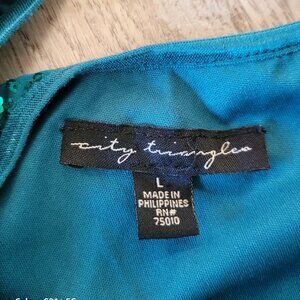 city triangles
L
MADE IN
PHILIPPINES
RN#
75010